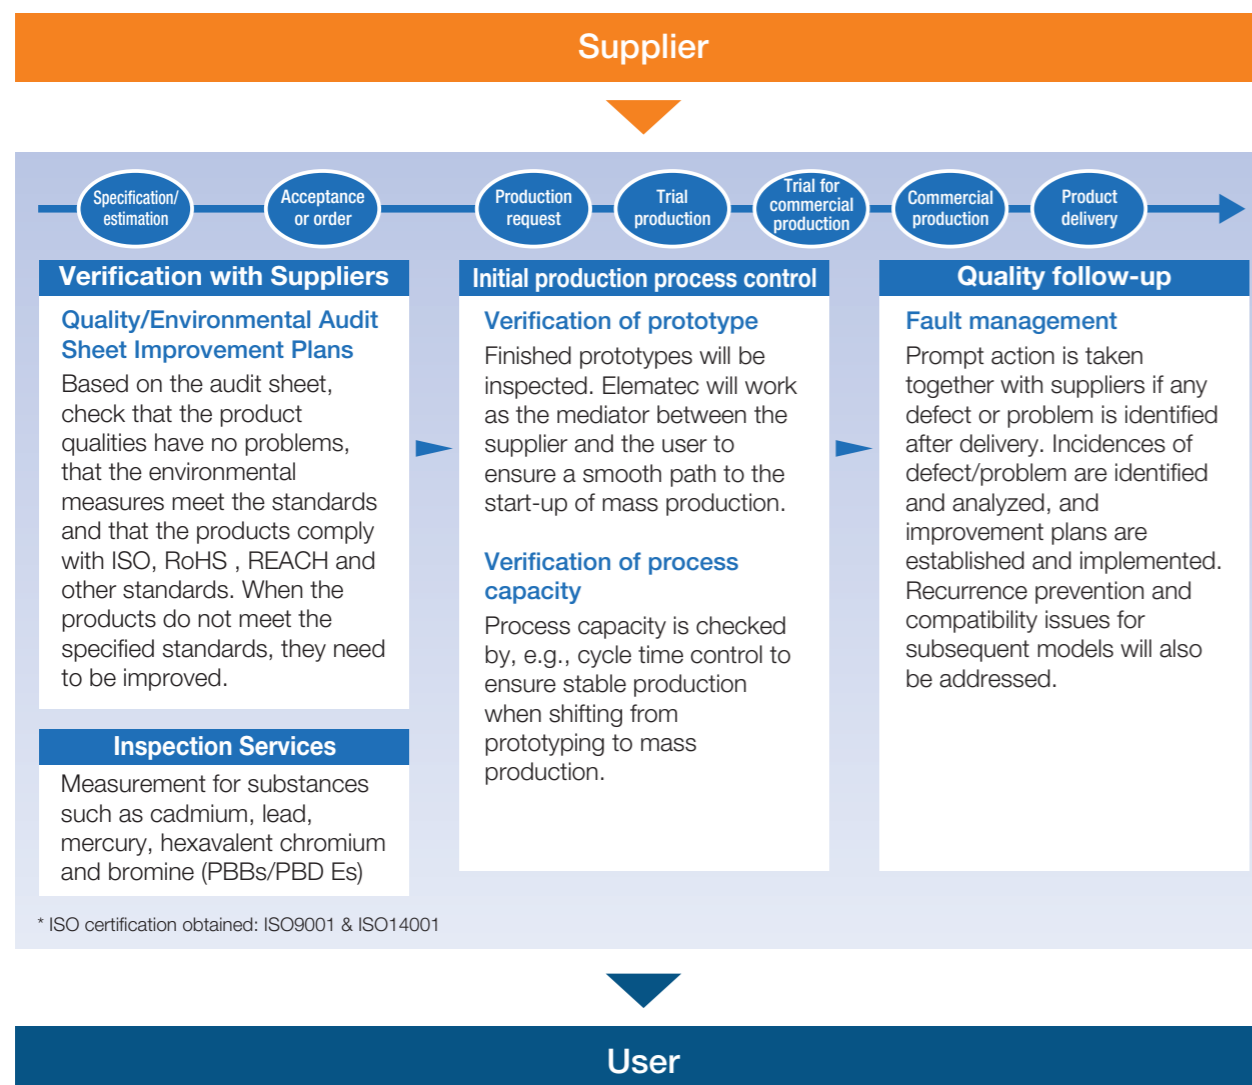 Supplier
Specification/
estimation
Acceptance
or order
Production
request
Trial
production
Trial for
commercial
production
Commercial
production
Product
delivery
Verification with Suppliers
Quality/Environmental Audit
Sheet Improvement Plans
Based on the audit sheet,
check that the product
qualities have no problems,
that the environmental
measures meet the standards
and that the products comply
with ISO, RoHS , REACH and
other standards. When the
products do not meet the
specified standards, they need
to be improved.
Inspection Services
Measurement for substances
such as cadmium, lead,
mercury, hexavalent chromium
and bromine (PBBs/PBD Es)
Initial production process control
Verification of prototype
Finished prototypes will be
inspected. Elematec will work
as the mediator between the
supplier and the user to
ensure a smooth path to the
start-up of mass production.
Verification of process
capacity
Process capacity is checked
by, e.g., cycle time control to
ensure stable production
when shifting from
prototyping to mass
production.
Quality follow-up
Fault management
Prompt action is taken
together with suppliers if any
defect or problem is identified
after delivery. Incidences of
defect/problem are identified
and analyzed, and
improvement plans are
established and implemented.
Recurrence prevention and
compatibility issues for
subsequent models will also
be addressed.
* ISO certification obtained: ISO9001 & ISO14001
User